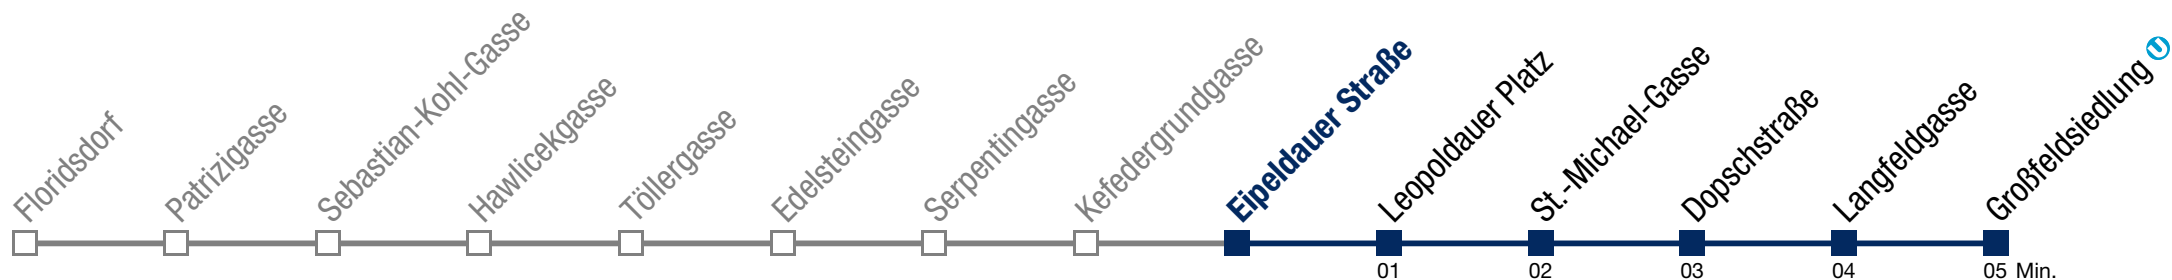 Floridsdorf
Patrizigasse
Sebastian-Kohl-Gasse
Hawlicekgasse
Töllergasse
Edelsteingasse
Serpentingasse
Kefedergrundgasse
Eipeldauer Straße
Leopoldauer Platz
St.-Michael-Gasse
Dopschstraße
Langfeldgasse
Großfeldsiedlung U
01 02 03 04 05 Min.